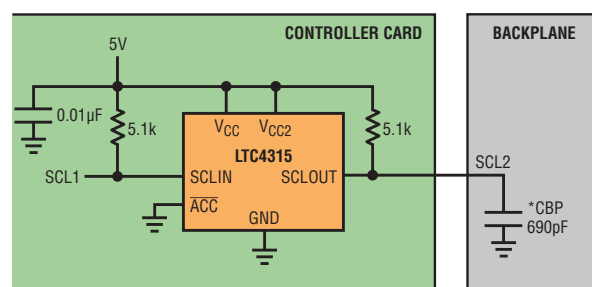 CONTROLLER CARD
BACKPLANE
5V
0.01µF
5.1k
VCC
VCC2
5.1k
LTC4315
SCL1
SCLIN
SCLOUT
SCL2
ACC
GND
*CBP
690pF